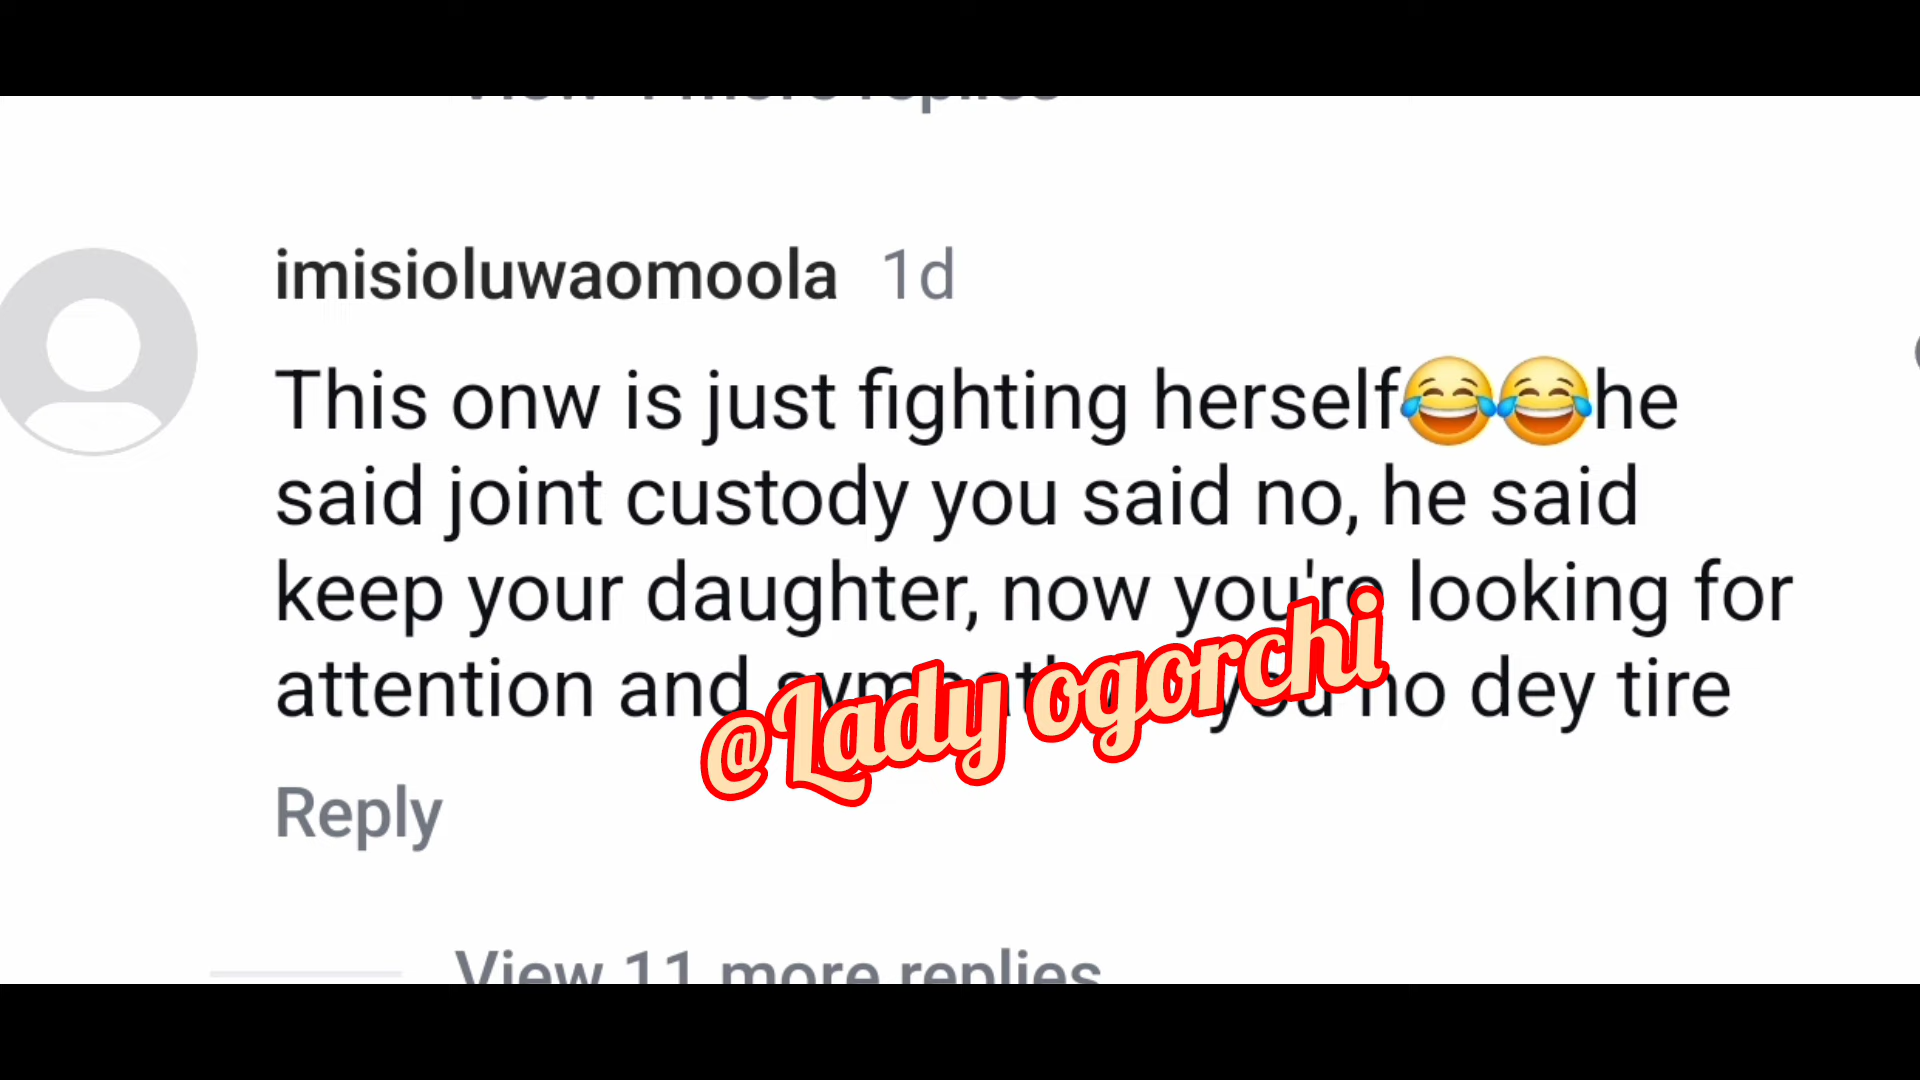 imisioluwaomoola 1d
This onw is just fighting herself😂😂he
said joint custody you said no, he said
keep your daughter, now you're looking for
attention and you no dey tire
@Lady ogorchi
Reply
View 11 more replies